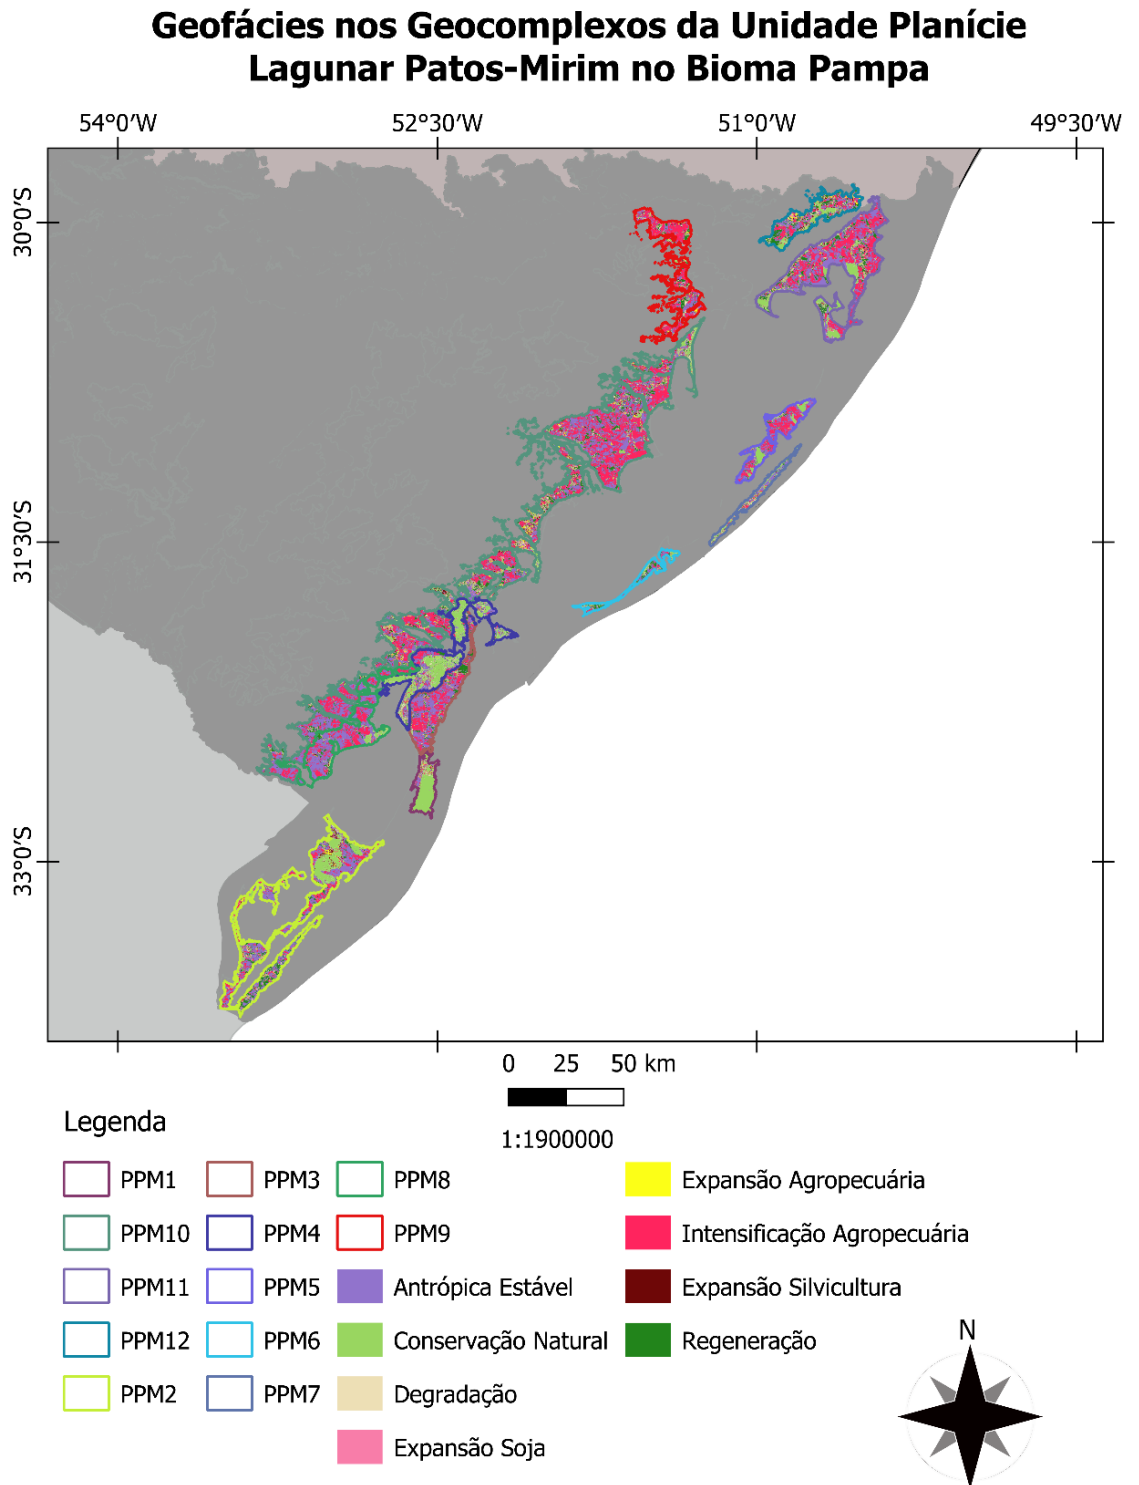 Geofácies nos Geocomplexos da Unidade Planície
Lagunar Patos-Mirim no Bioma Pampa
54°0′W 52°30′W 51°0′W 49°30′W
30°0′S
31°30′S
33°0′S
0 25 50 km
1:1900000
Legenda
PPM1 PPM3 PPM8 Expansão Agropecuária
PPM10 PPM4 PPM9 Intensificação Agropecuária
PPM11 PPM5 Antrópica Estável Expansão Silvicultura
PPM12 PPM6 Conservação Natural Regeneração
PPM2 PPM7 Degradação
Expansão Soja
N